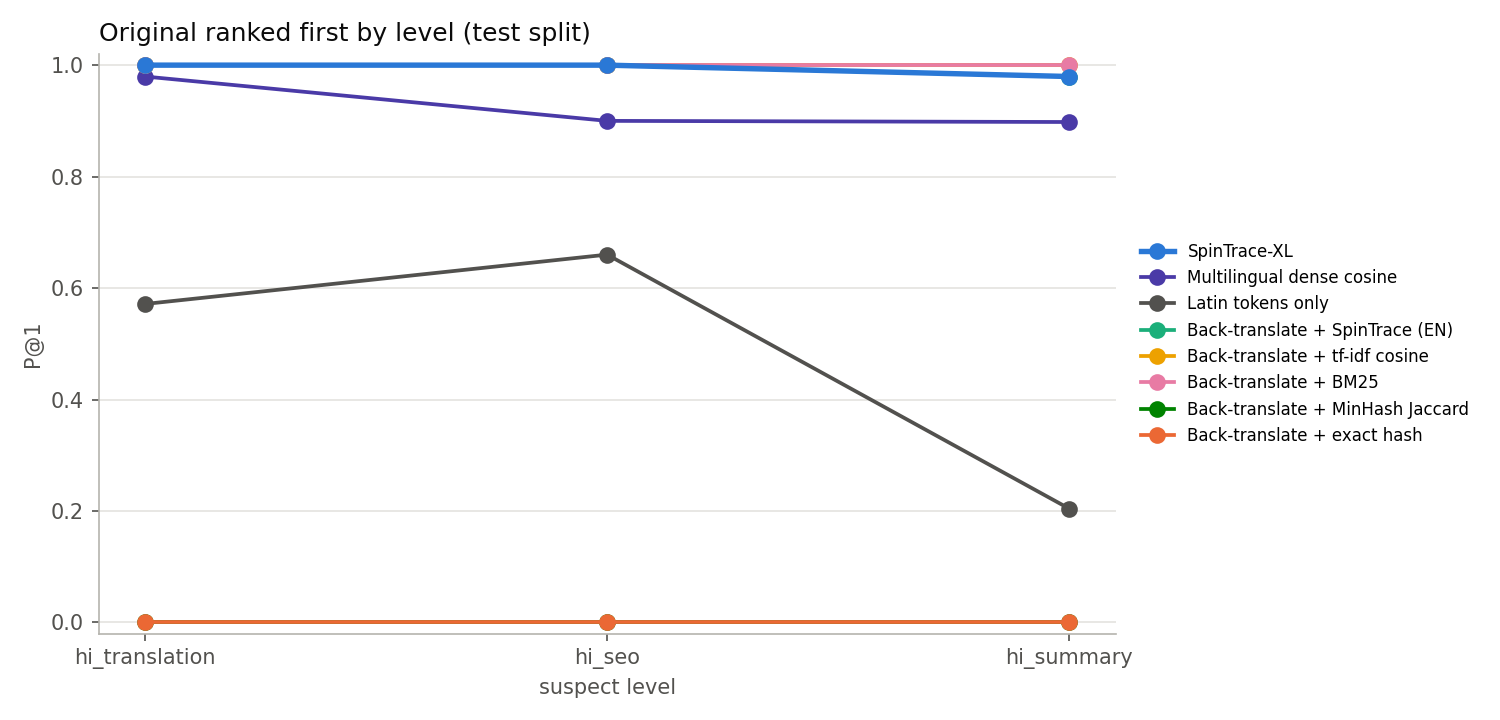 Original ranked first by level (test split)
1.0
0.8
0.6
0.4
0.2
0.0
P@1
hi_translation
hi_seo
hi_summary
suspect level
SpinTrace-XL
Multilingual dense cosine
Latin tokens only
Back-translate + SpinTrace (EN)
Back-translate + tf-idf cosine
Back-translate + BM25
Back-translate + MinHash Jaccard
Back-translate + exact hash